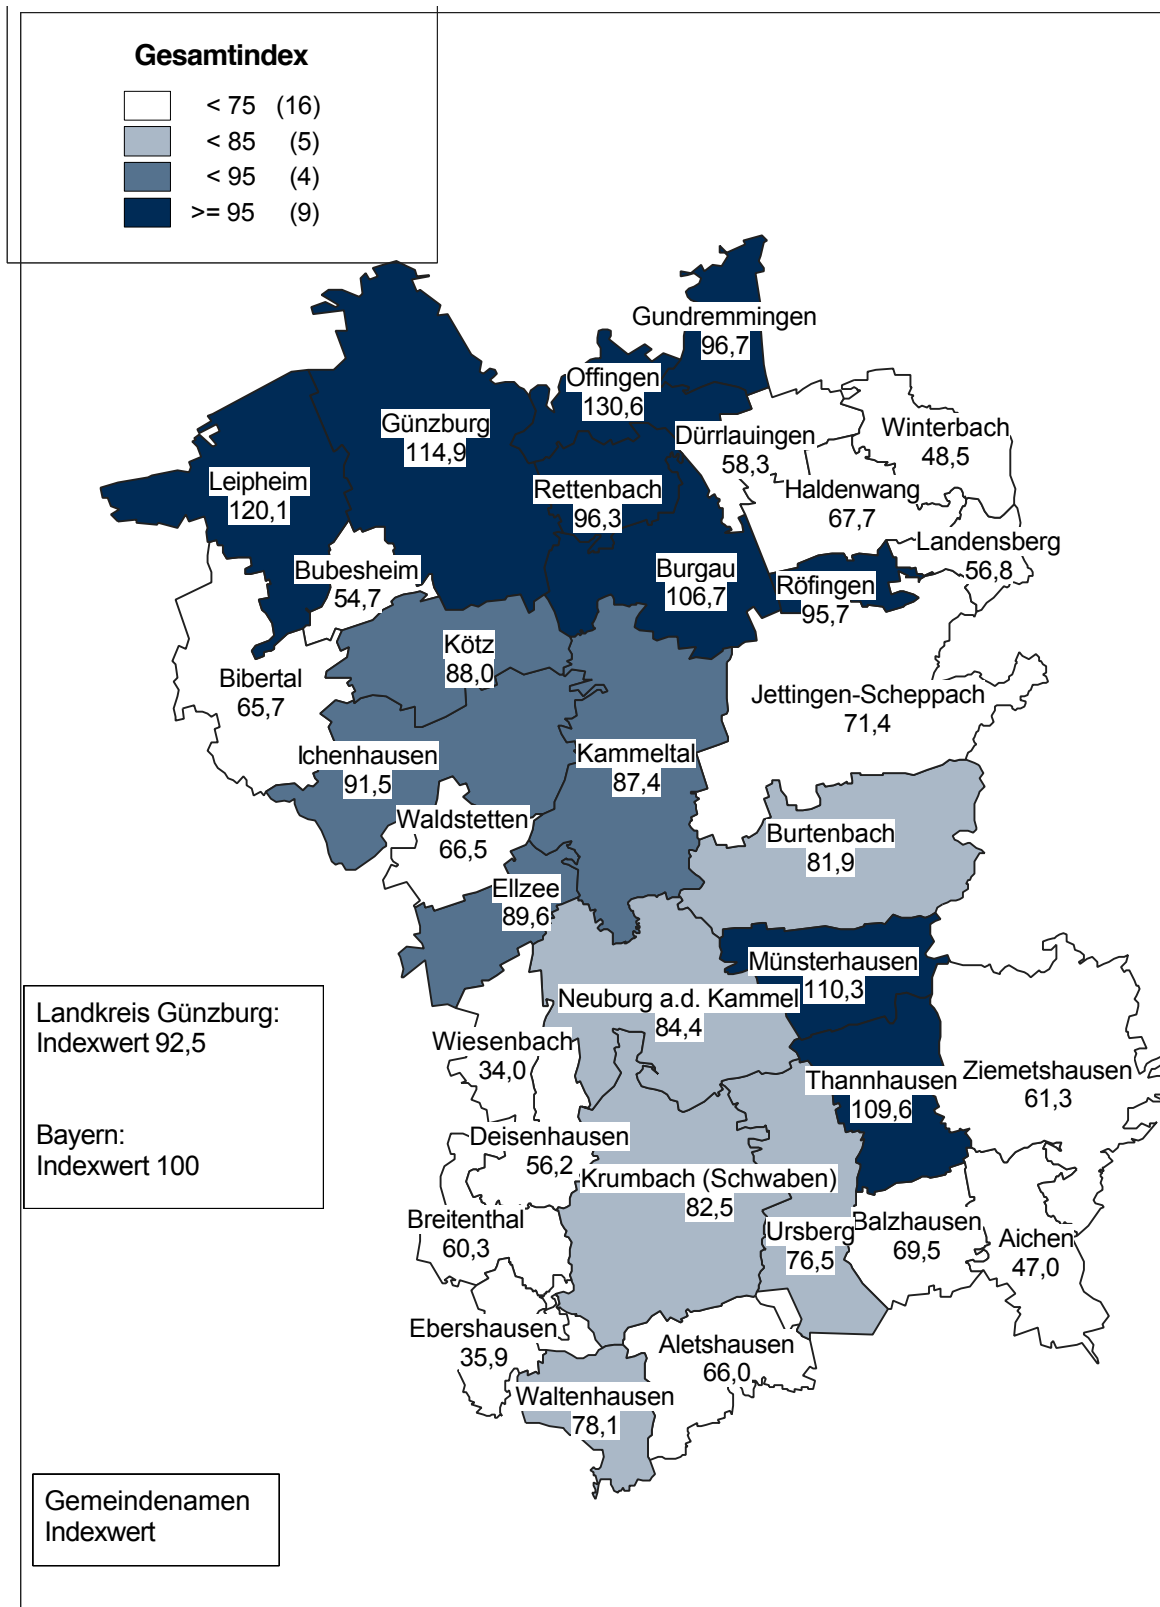 Gesamtindex
< 75 (16)
< 85 (5)
< 95 (4)
>= 95 (9)
Gundremmingen
96,7
Offingen
130,6
Günzburg
114,9
Dürrlauingen
58,3
Winterbach
48,5
Leipheim
120,1
Rettenbach
96,3
Haldenwang
67,7
Landensberg
56,8
Bubesheim
54,7
Burgau
106,7
Röfingen
95,7
Kötz
88,0
Bibertal
65,7
Jettingen-Scheppach
71,4
Ichenhausen
91,5
Kammeltal
87,4
Waldstetten
66,5
Burtenbach
81,9
Ellzee
89,6
Münsterhausen
110,3
Neuburg a.d. Kammel
84,4
Landkreis Günzburg:
Indexwert 92,5
Bayern:
Indexwert 100
Wiesenbach
34,0
Thannhausen
109,6
Ziemetshausen
61,3
Deisenhausen
56,2
Krumbach (Schwaben)
82,5
Breitenthal
60,3
Ursberg
76,5
Balzhausen
69,5
Aichen
47,0
Ebershausen
35,9
Aletshausen
66,0
Waltenhausen
78,1
Gemeindenamen
Indexwert